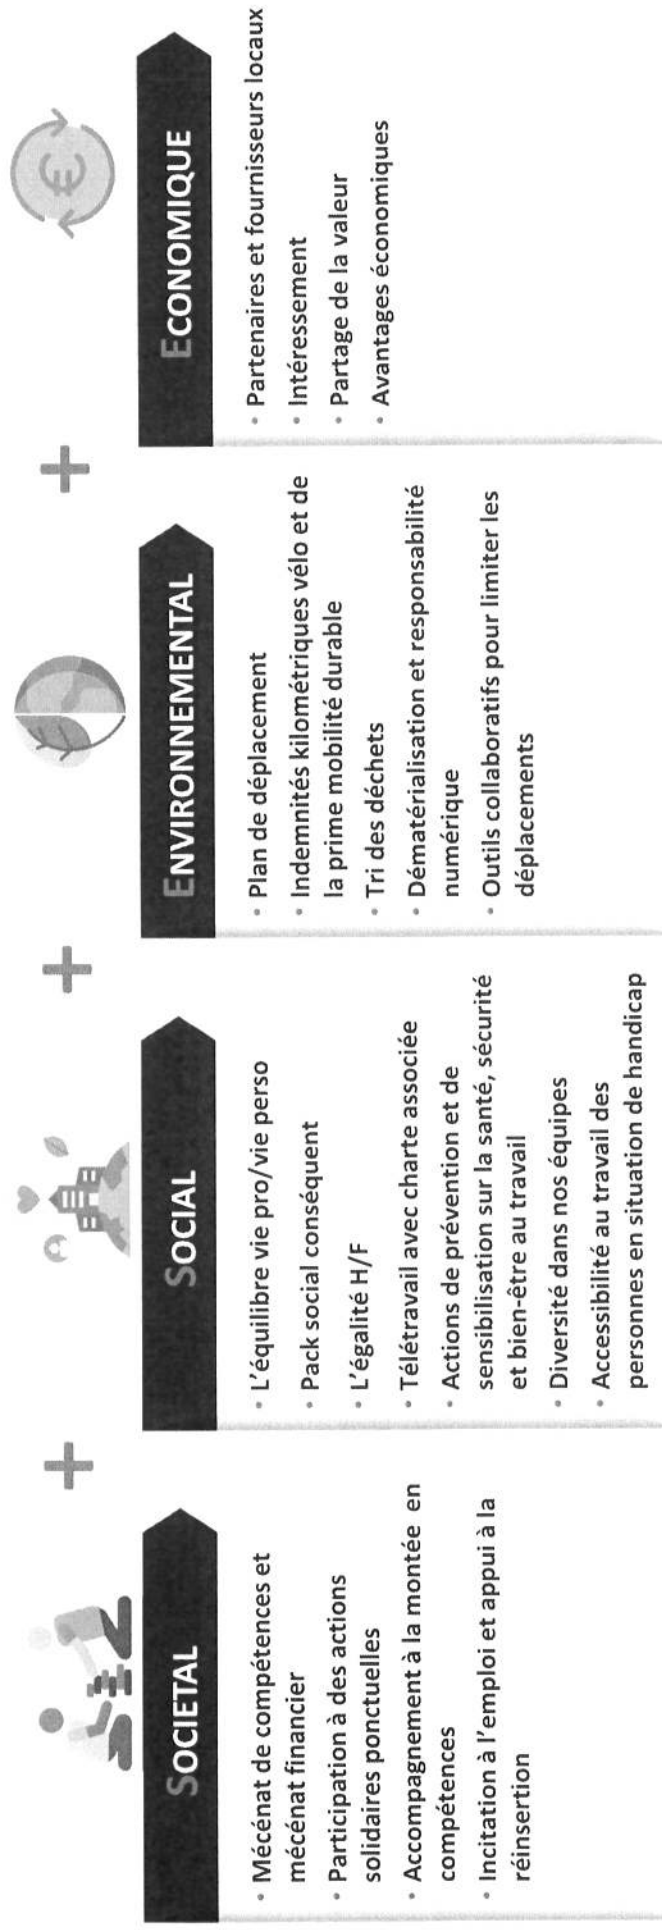 SOCIETAL
• Mécénat de compétences et
mécénat financier
• Participation à des actions
solidaires ponctuelles
• Accompagnement à la montée en
compétences
• Incitation à l'emploi et appui à la
réinsertion
+
SOCIAL
• L'équilibre vie pro/vie perso
• Pack social conséquent
• L'égalité H/F
• Télétravail avec charte associée
• Actions de prévention et de
sensibilisation sur la santé, sécurité
et bien-être au travail
• Diversité dans nos équipes
• Accessibilité au travail des
personnes en situation de handicap
+
ENVIRONNEMENTAL
• Plan de déplacement
• Indemnités kilométriques vélo et de
la prime mobilité durable
• Tri des déchets
• Dématérialisation et responsabilité
numérique
• Outils collaboratifs pour limiter les
déplacements
+
€
ECONOMIQUE
• Partenaires et fournisseurs locaux
• Intéressement
• Partage de la valeur
• Avantages économiques